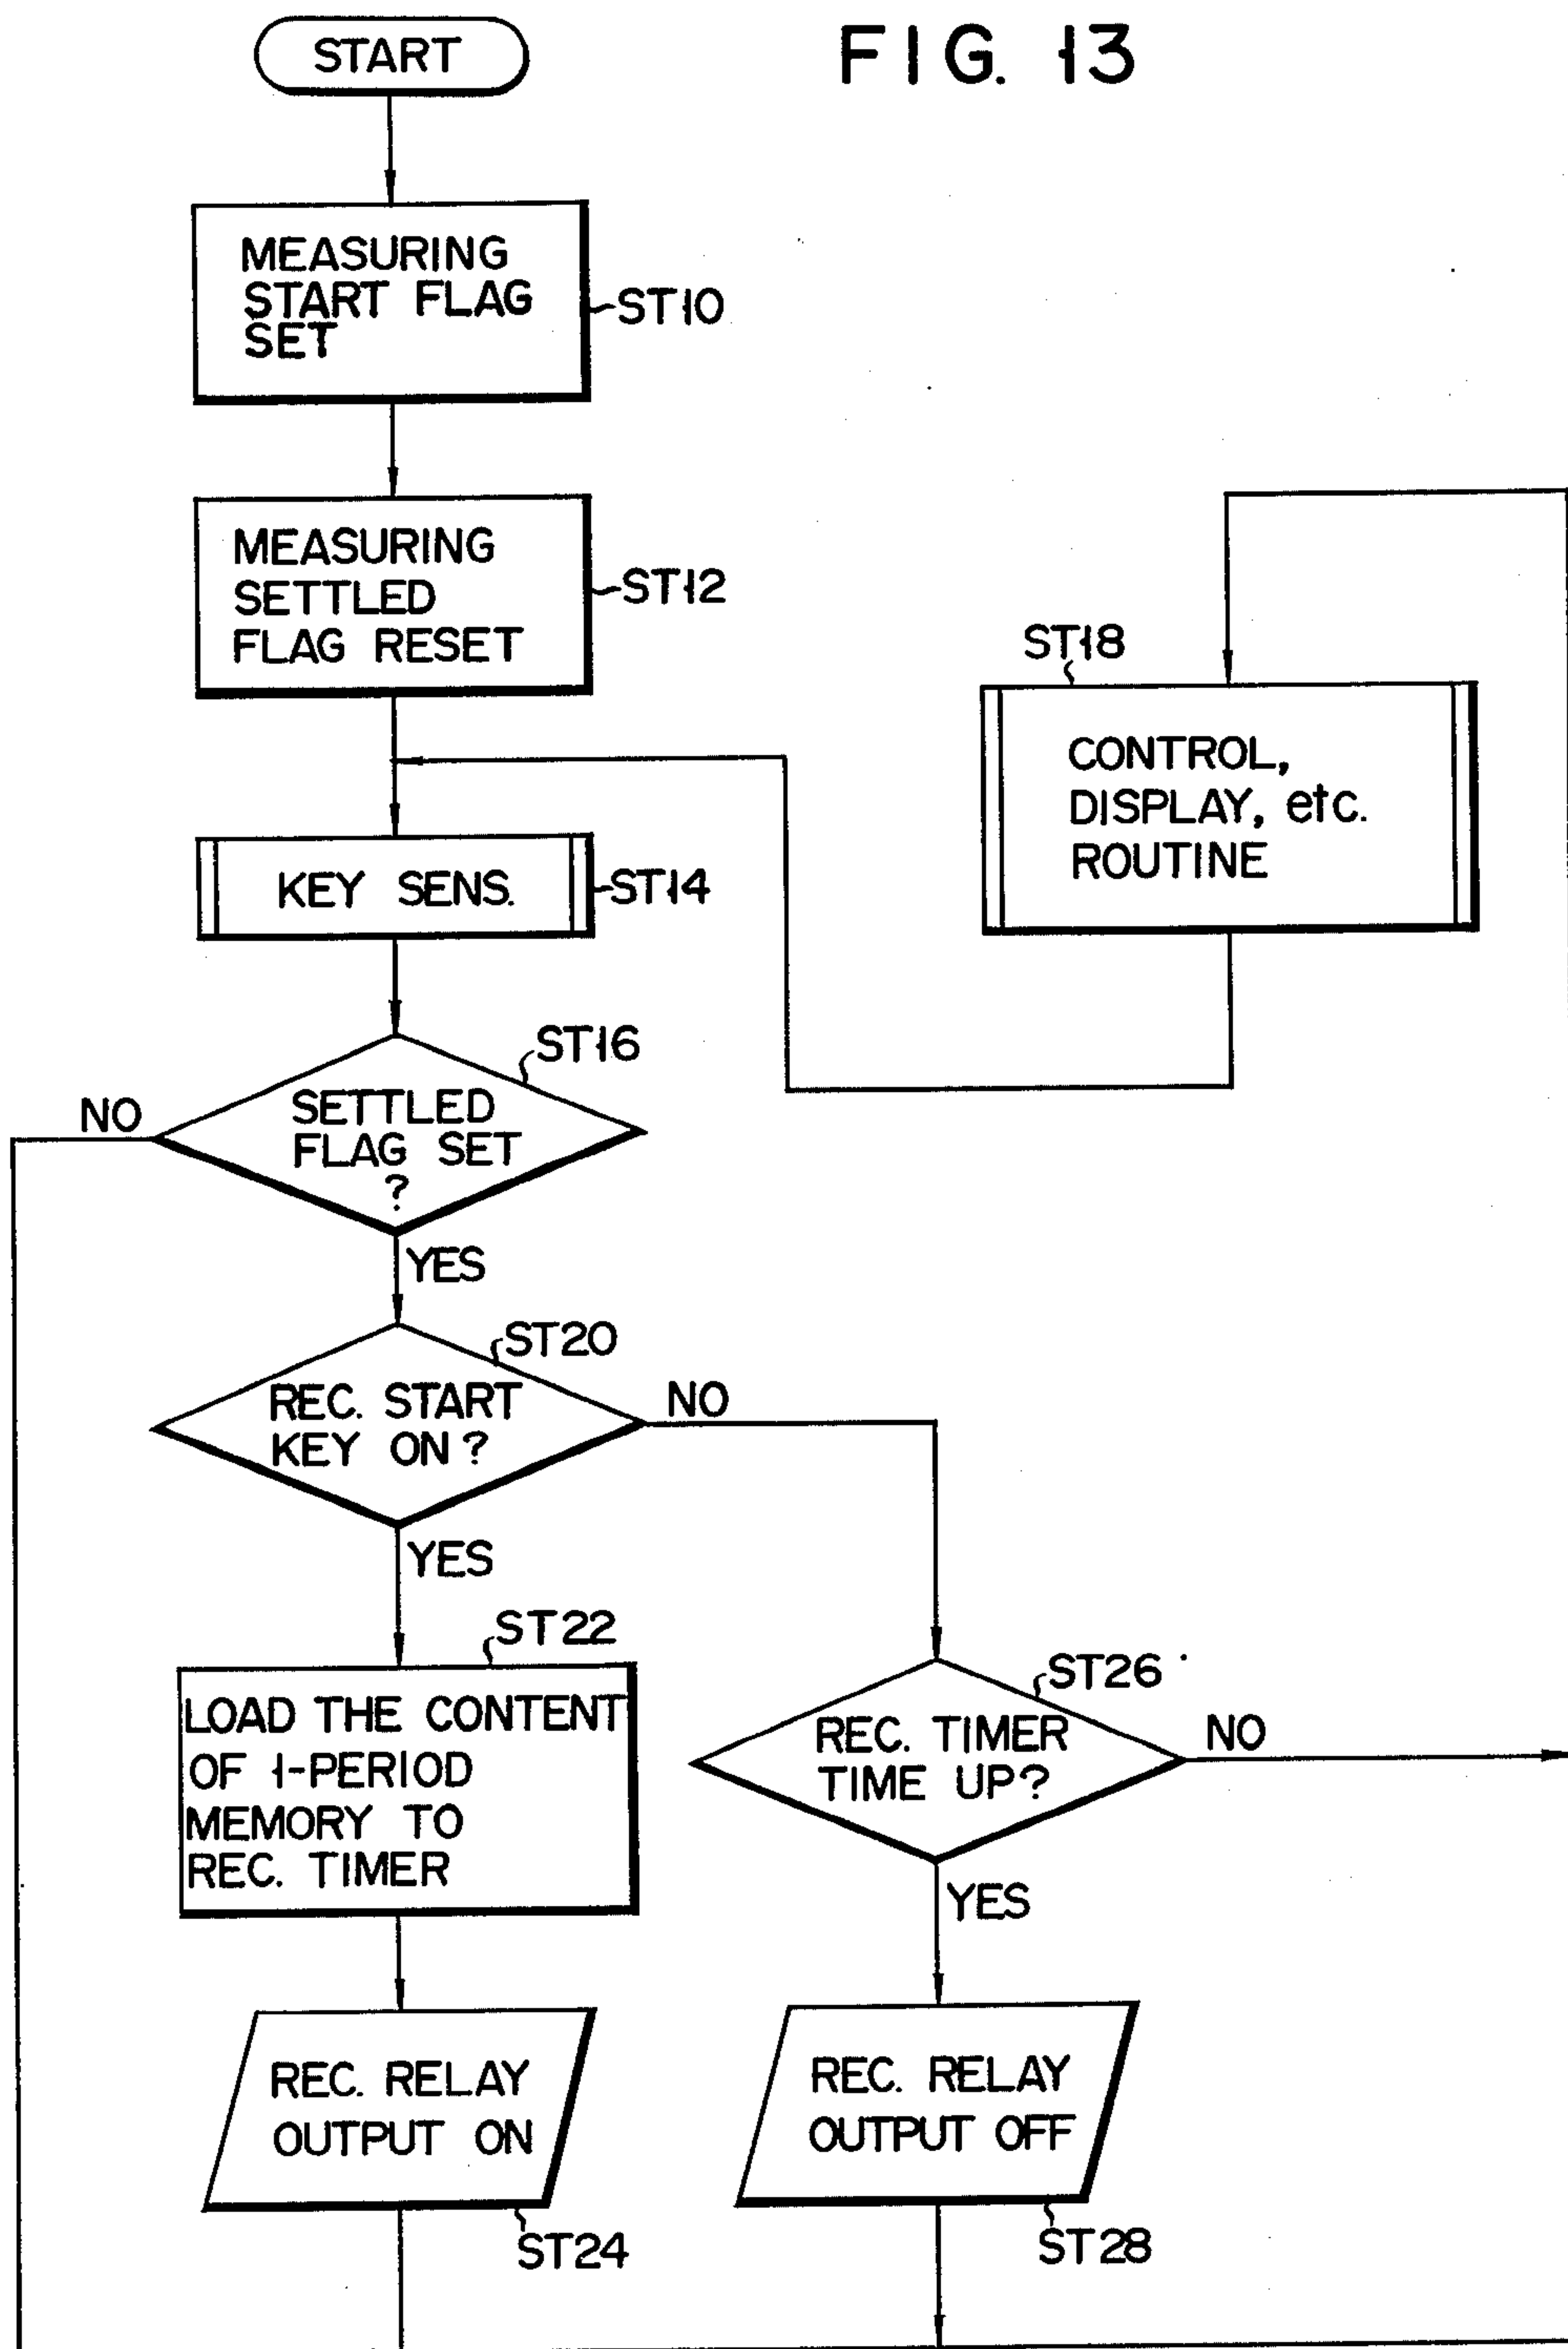 FIG. 13
START
MEASURING
START FLAG
SET
ST10
MEASURING
SETTLED
FLAG RESET
ST12
ST18
CONTROL,
DISPLAY, etc.
ROUTINE
KEY SENS.
ST14
ST16
SETTLED
FLAG SET
?
NO
YES
ST20
REC. START
KEY ON?
NO
YES
ST22
LOAD THE CONTENT
OF 1-PERIOD
MEMORY TO
REC. TIMER
ST26
REC. TIMER
TIME UP?
NO
YES
REC. RELAY
OUTPUT ON
ST24
REC. RELAY
OUTPUT OFF
ST28